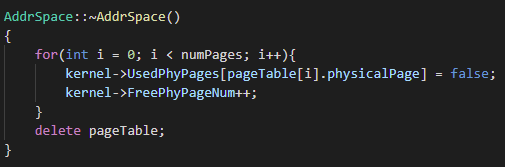 AddrSpace::~AddrSpace()
{
    for(int i = 0; i < numPages; i++){
        kernel->UsedPhyPages[pageTable[i].physicalPage] = false;
        kernel->FreePhyPageNum++;
    }
    delete pageTable;
}